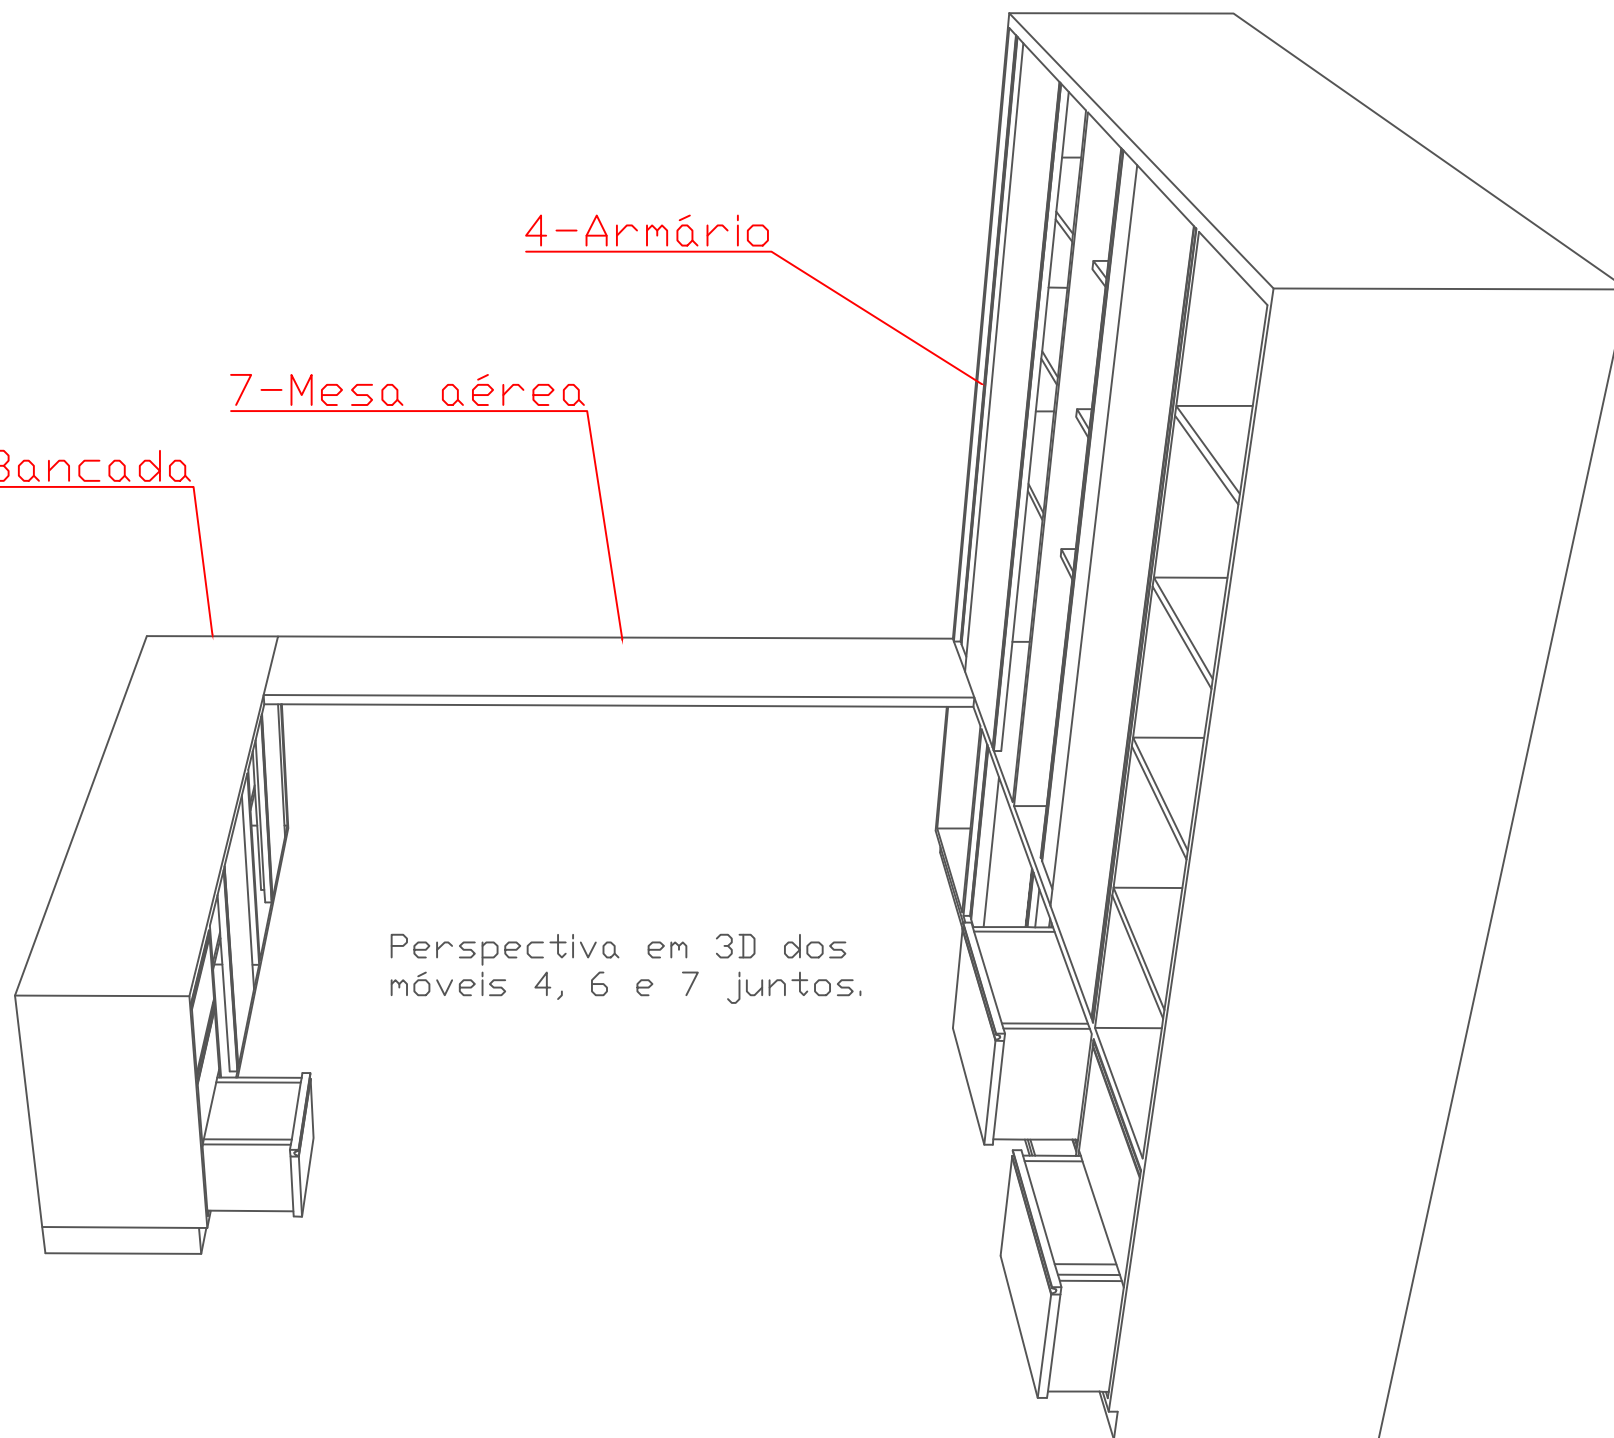 4-Armário
7-Mesa aérea
Bancada
Perspectiva em 3D dos
móveis 4, 6 e 7 juntos.